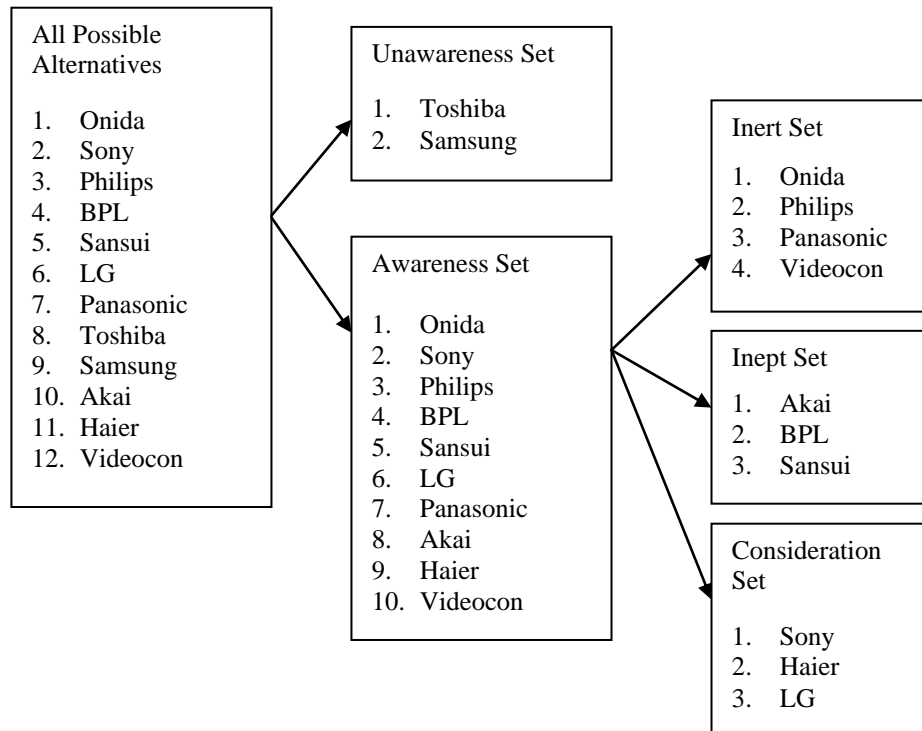 All Possible
Alternatives
1. Onida
2. Sony
3. Philips
4. BPL
5. Sansui
6. LG
7. Panasonic
8. Toshiba
9. Samsung
10. Akai
11. Haier
12. Videocon
Unawareness Set
1. Toshiba
2. Samsung
Awareness Set
1. Onida
2. Sony
3. Philips
4. BPL
5. Sansui
6. LG
7. Panasonic
8. Akai
9. Haier
10. Videocon
Inert Set
1. Onida
2. Philips
3. Panasonic
4. Videocon
Inept Set
1. Akai
2. BPL
3. Sansui
Consideration
Set
1. Sony
2. Haier
3. LG